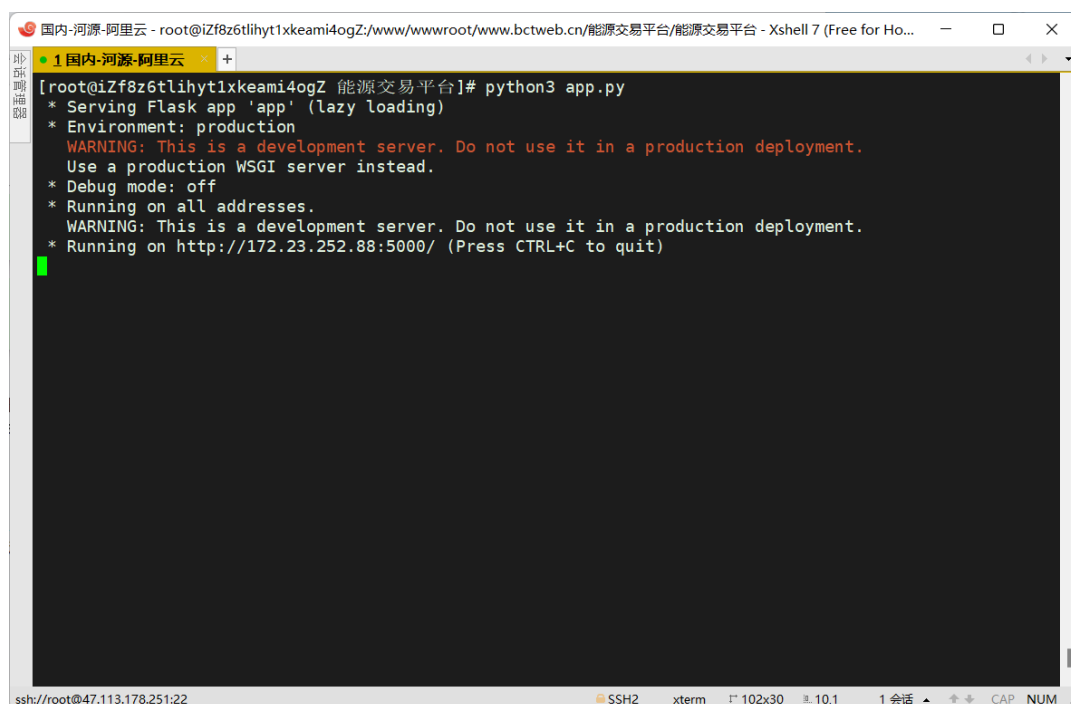 国内-河源-阿里云 - root@iZf8z6tlihyt1xkeami4ogZ:/www/wwwroot/www.bctweb.cn/能源交易平台/能源交易平台 - Xshell 7 (Free for Ho...
会话管理器
1 国内-河源-阿里云 × +
[root@iZf8z6tlihyt1xkeami4ogZ 能源交易平台]# python3 app.py
* Serving Flask app 'app' (lazy loading)
* Environment: production
WARNING: This is a development server. Do not use it in a production deployment.
Use a production WSGI server instead.
* Debug mode: off
* Running on all addresses.
WARNING: This is a development server. Do not use it in a production deployment.
* Running on http://172.23.252.88:5000/ (Press CTRL+C to quit)
ssh://root@47.113.178.251:22 SSH2 xterm 102x30 10,1 1 会话 CAP NUM